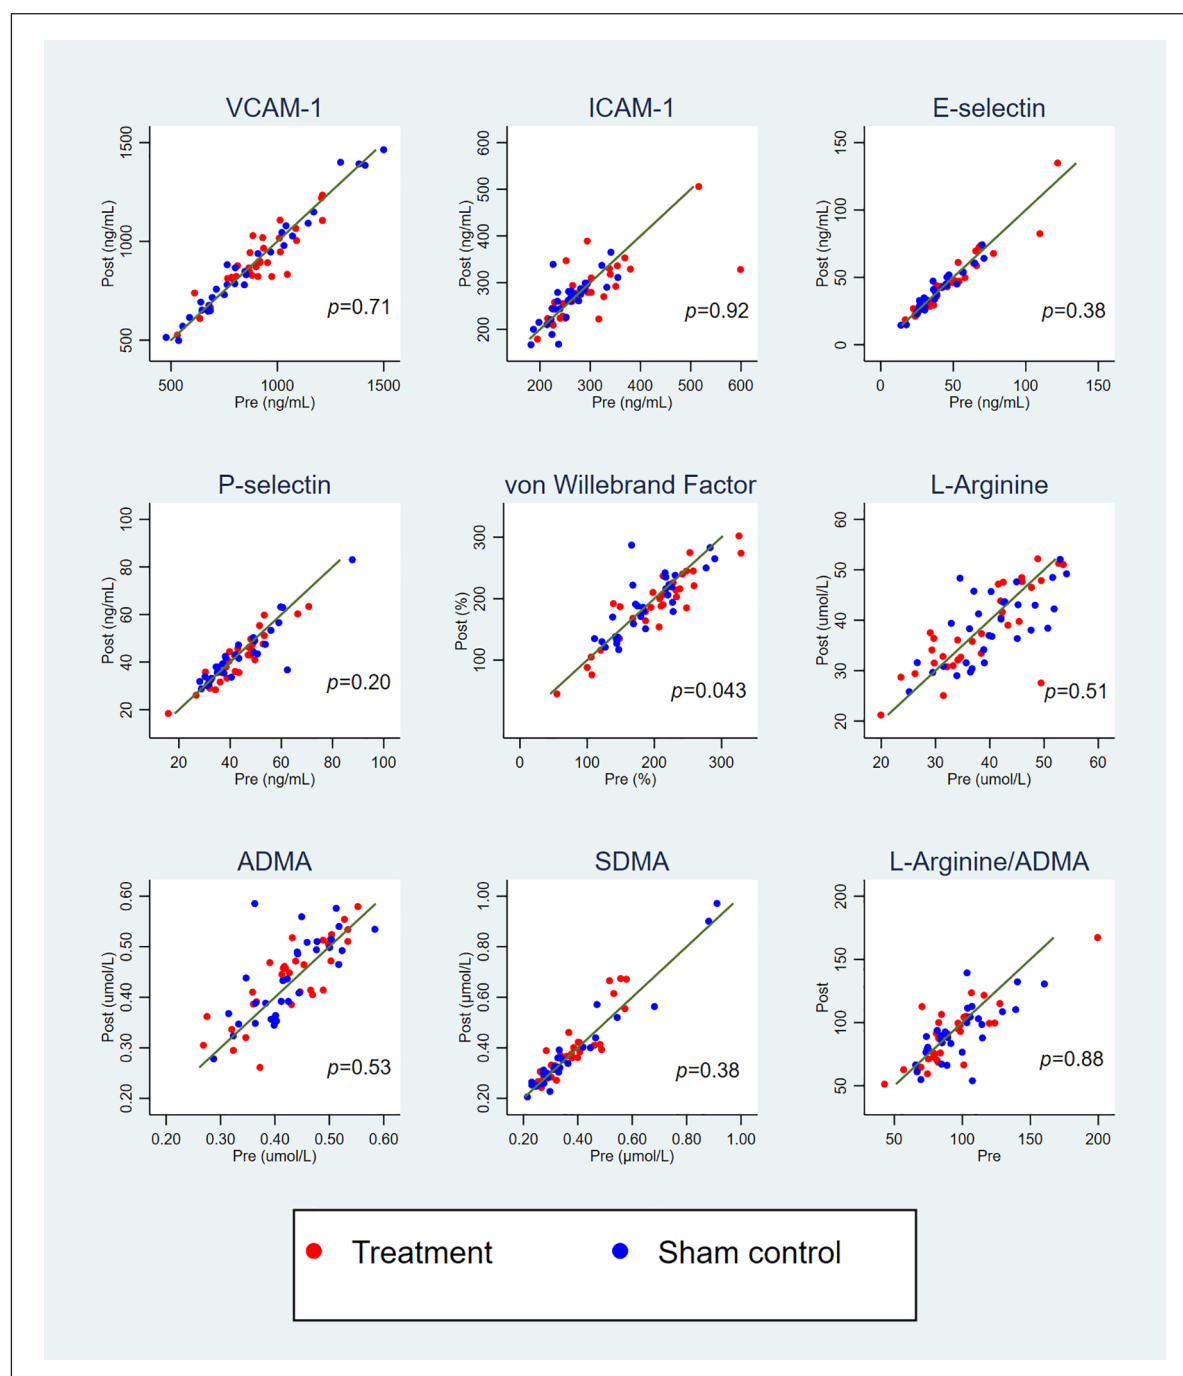 VCAM-1
1500
1000
500
Post (ng/mL)
p=0.71
500 1000 1500
Pre (ng/mL)
ICAM-1
600
500
400
300
200
Post (ng/mL)
p=0.92
200 300 400 500 600
Pre (ng/mL)
E-selectin
150
100
50
0
Post (ng/mL)
p=0.38
0 50 100 150
Pre (ng/mL)
P-selectin
100
80
60
40
20
Post (ng/mL)
p=0.20
20 40 60 80 100
Pre (ng/mL)
von Willebrand Factor
300
200
100
Post (%)
p=0.043
0 100 200 300
Pre (%)
L-Arginine
60
50
40
30
20
Post (umol/L)
p=0.51
20 30 40 50 60
Pre (umol/L)
ADMA
0.60
0.50
0.40
0.30
0.20
Post (umol/L)
p=0.53
0.20 0.30 0.40 0.50 0.60
Pre (umol/L)
SDMA
1.00
0.80
0.60
0.40
0.20
Post (μmol/L)
p=0.38
0.20 0.40 0.60 0.80 1.00
Pre (μmol/L)
L-Arginine/ADMA
200
150
100
50
Post
p=0.88
50 100 150 200
Pre
Treatment Sham control